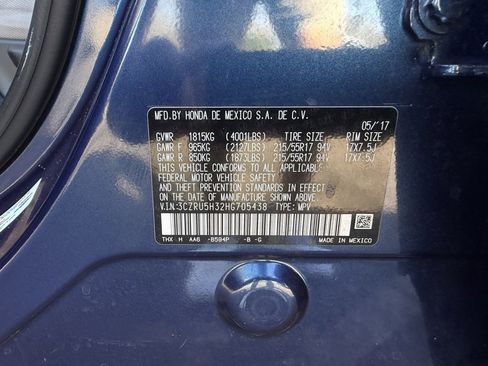 MFD.BY HONDA DE MEXICO S.A. DE C.V.
05/'17
GVWR 1815KG (4001LBS) TIRE SIZE RIM SIZE
GAWR F 965KG (2127LBS) 215/55R17 94V 17X7.5J
GAWR R 850KG (1873LBS) 215/55R17 94V 17X7.5J
THIS VEHICLE CONFORMS TO ALL APPLICABLE
FEDERAL MOTOR VEHICLE SAFETY
AND THEFT PREVENTION STANDARDS IN EFFECT
ON THE DATE OF MANUFACTURE SHOWN ABOVE.
V.I.N.:3CZRU5H32HG705438 TYPE: MPV
THX H AA6 -B594P -B -G MADE IN MEXICO